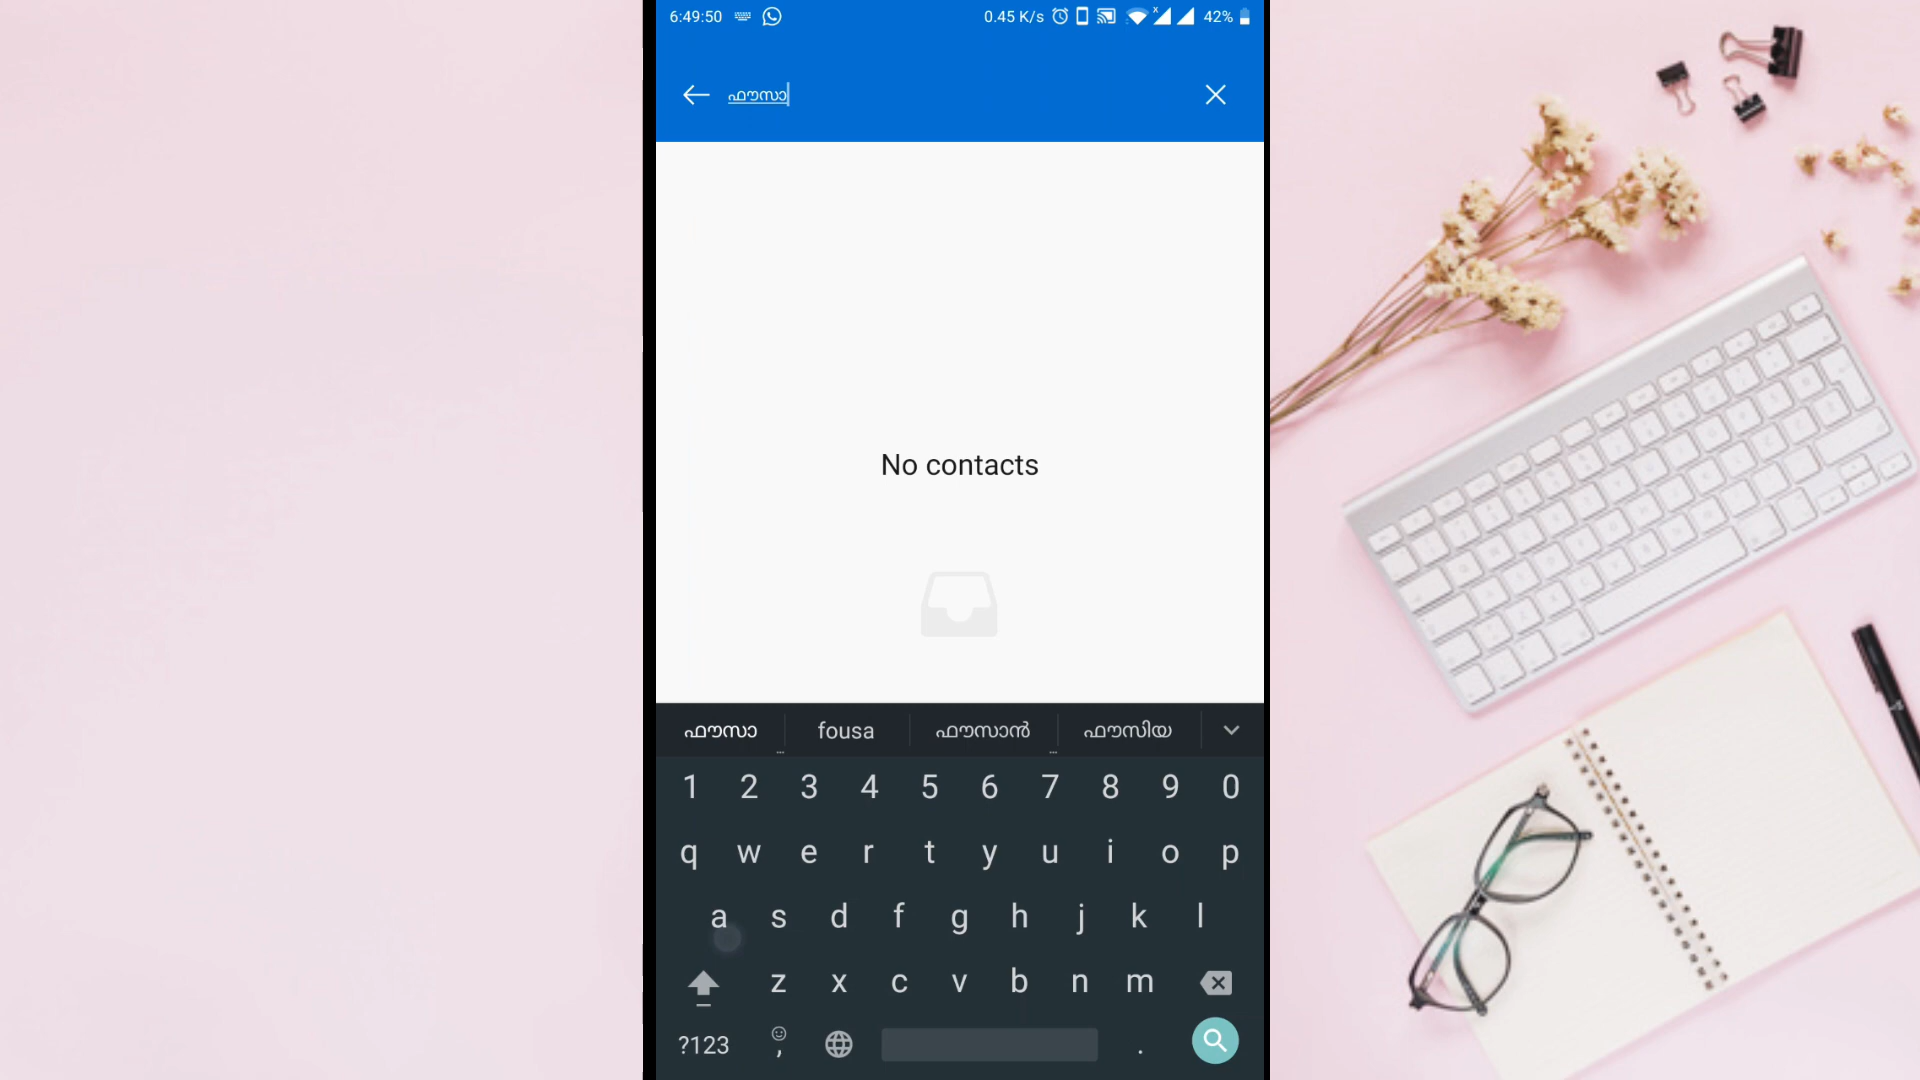 6:49:50 0.45 K/s 42%
ഫൗസാ
No contacts
ഫൗസാ fousa ഫൗസാൻ ഫൗസിയ
1 2 3 4 5 6 7 8 9 0
q w e r t y u i o p
a s d f g h j k l
z x c v b n m
?123 , .